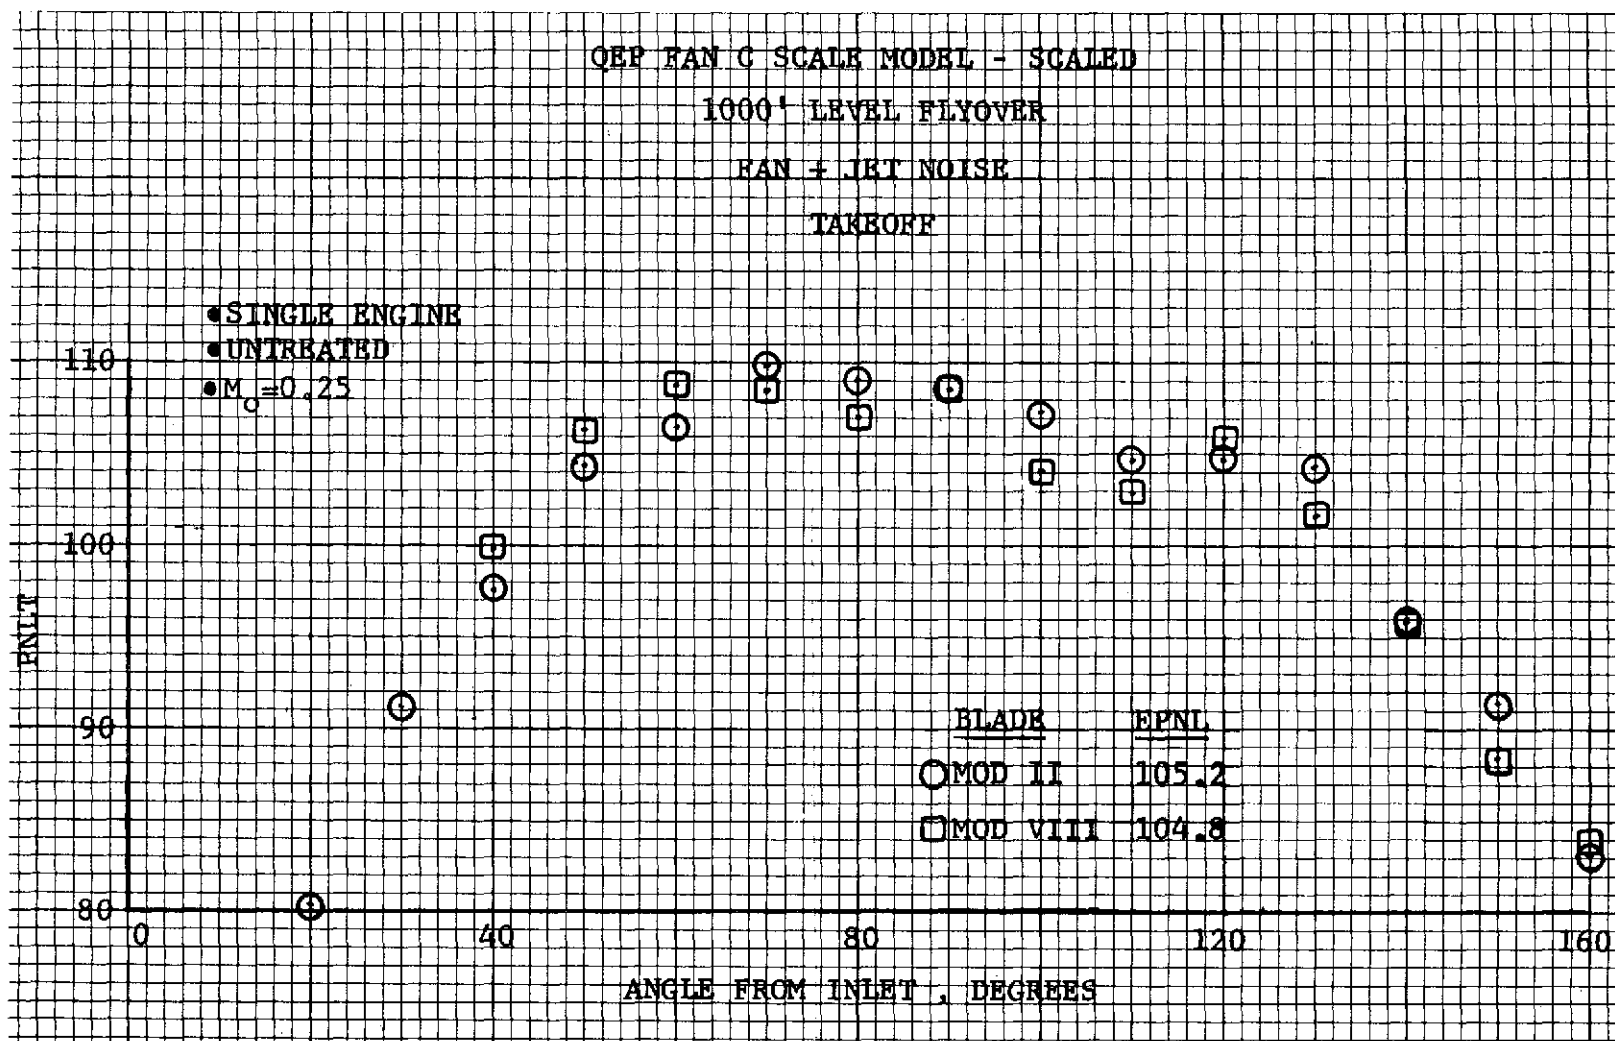 QEP FAN C SCALE MODEL - SCALED
1000' LEVEL FLYOVER
FAN + JET NOISE
TAKEOFF
•SINGLE ENGINE
•UNTREATED
•M₀=0.25
110
100
90
80
PNLT
BLADE EPNL
MOD II 105.2
MOD VIII 104.8
0 40 80 120 160
ANGLE FROM INLET , DEGREES